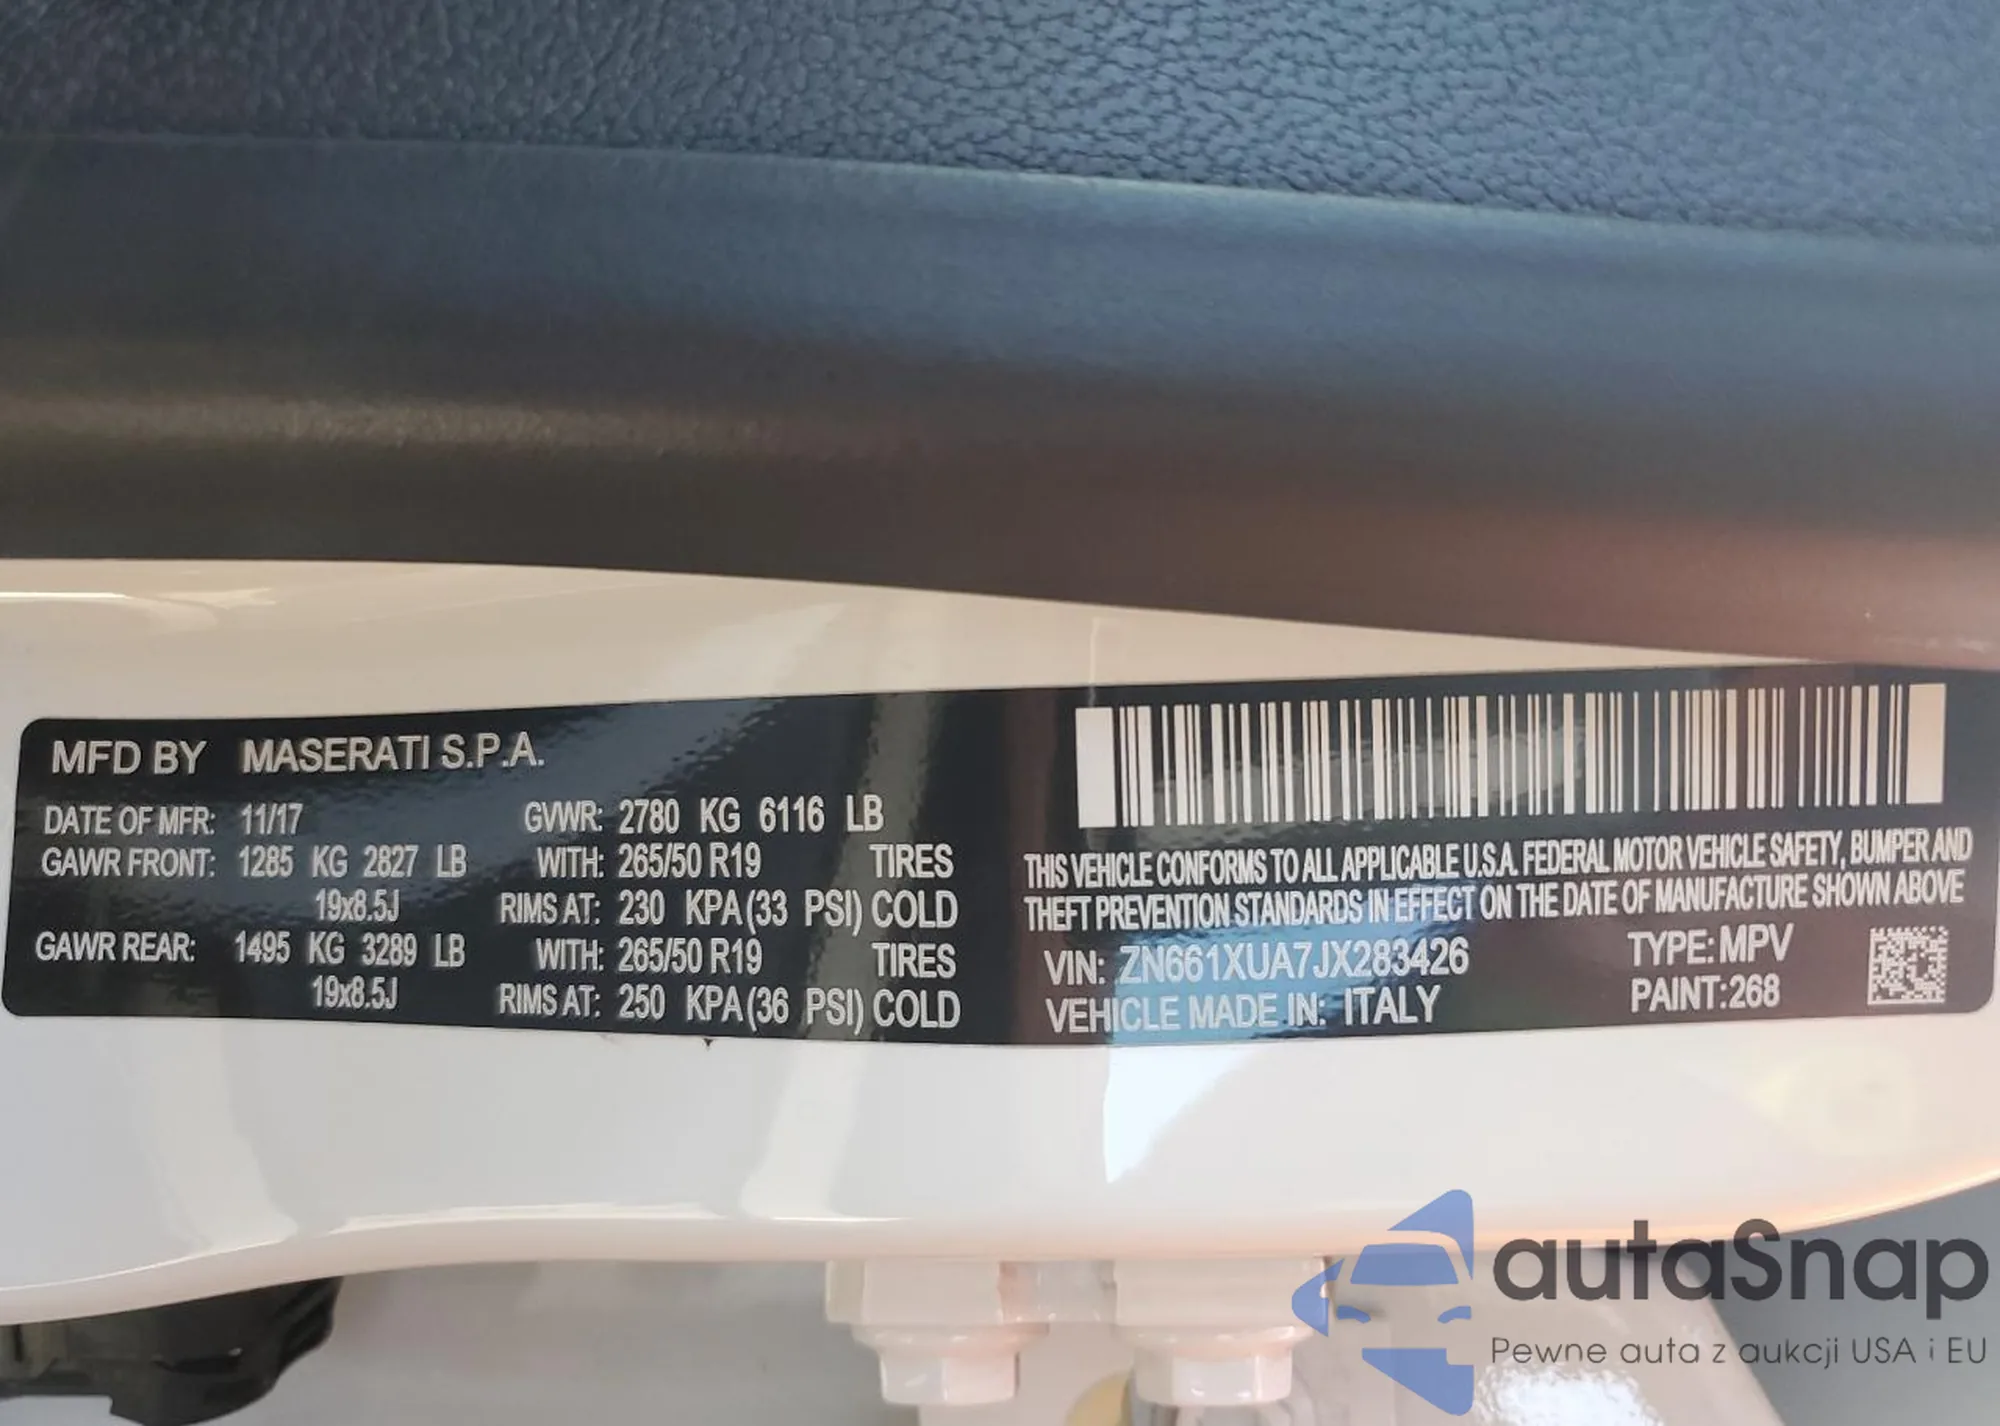 MFD BY MASERATI S.P.A.
DATE OF MFR: 11/17 GVWR: 2780 KG 6116 LB
GAWR FRONT: 1285 KG 2827 LB WITH: 265/50 R19 TIRES
19x8.5J RIMS AT: 230 KPA (33 PSI) COLD
GAWR REAR: 1495 KG 3289 LB WITH: 265/50 R19 TIRES
19x8.5J RIMS AT: 250 KPA (36 PSI) COLD
THIS VEHICLE CONFORMS TO ALL APPLICABLE U.S.A. FEDERAL MOTOR VEHICLE SAFETY, BUMPER AND
THEFT PREVENTION STANDARDS IN EFFECT ON THE DATE OF MANUFACTURE SHOWN ABOVE
VIN: ZN661XUA7JX283426 TYPE: MPV
VEHICLE MADE IN: ITALY PAINT: 268
autaSnap
Pewne auta z aukcji USA i EU